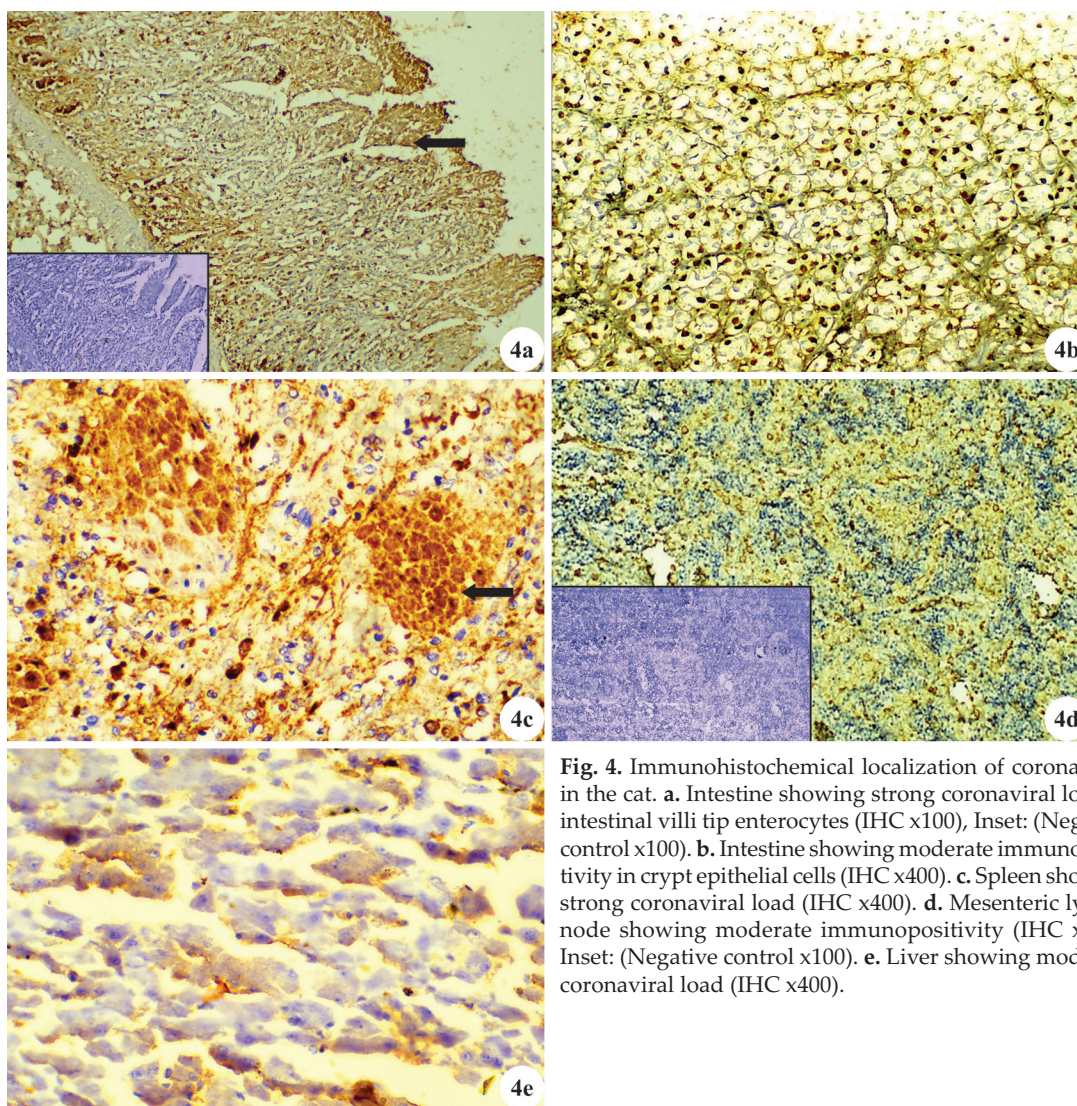 4a
4b
4c
4d
4e
Fig. 4. Immunohistochemical localization of corona
in the cat. a. Intestine showing strong coronaviral lo
intestinal villi tip enterocytes (IHC x100), Inset: (Neg
control x100). b. Intestine showing moderate immuno
tivity in crypt epithelial cells (IHC x400). c. Spleen sho
strong coronaviral load (IHC x400). d. Mesenteric ly
node showing moderate immunopositivity (IHC x
Inset: (Negative control x100). e. Liver showing mod
coronaviral load (IHC x400).